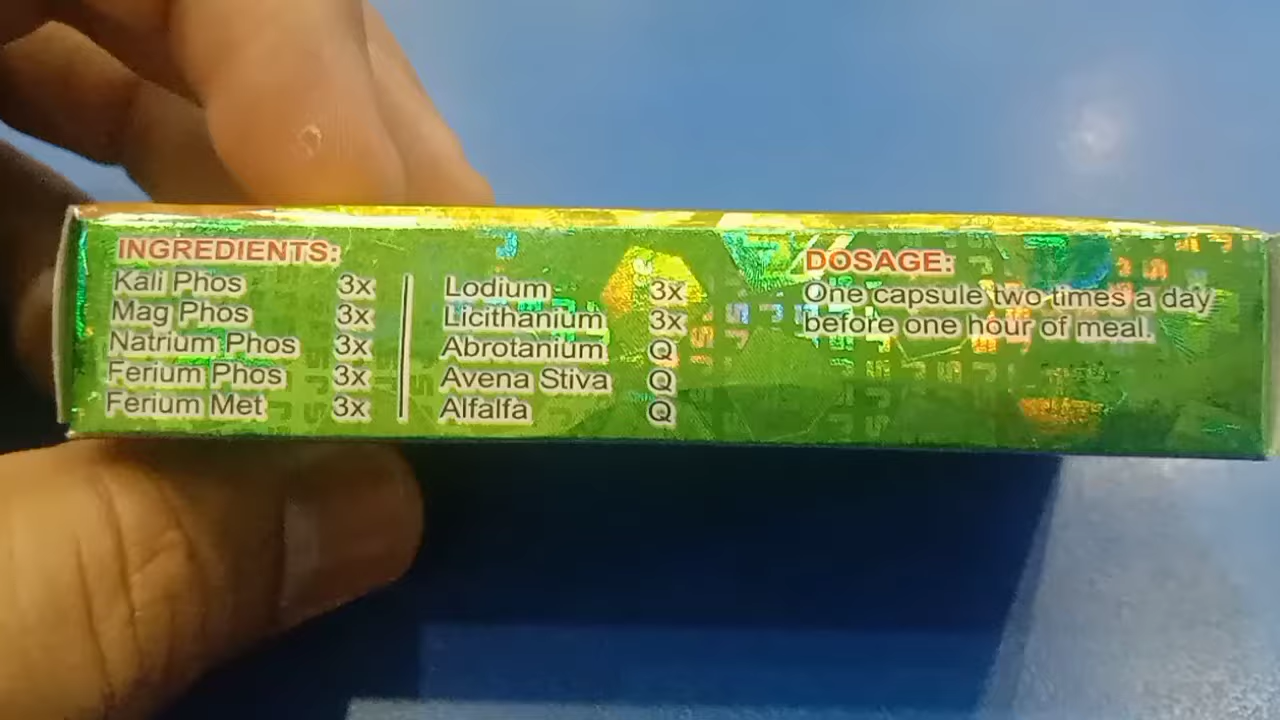 INGREDIENTS:
Kali Phos 3x
Mag Phos 3x
Natrium Phos 3x
Ferium Phos 3x
Ferium Met 3x
Lodium 3x
Licithanium 3x
Abrotanium Q
Avena Stiva Q
Alfalfa Q
DOSAGE:
One capsule two times a day
before one hour of meal.